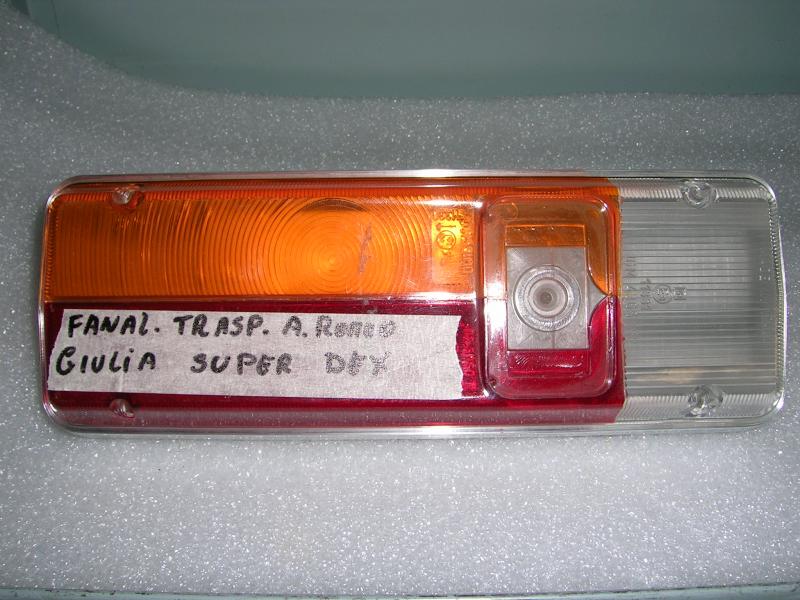 FANAL. TRASP. A. ROMEO
GIULIA SUPER DEX